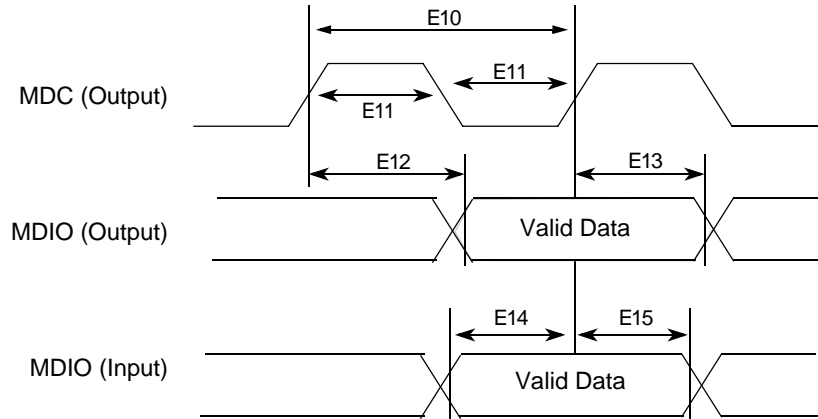 E10
MDC (Output)
E11
E11
E12
E13
MDIO (Output)
Valid Data
E14
E15
MDIO (Input)
Valid Data